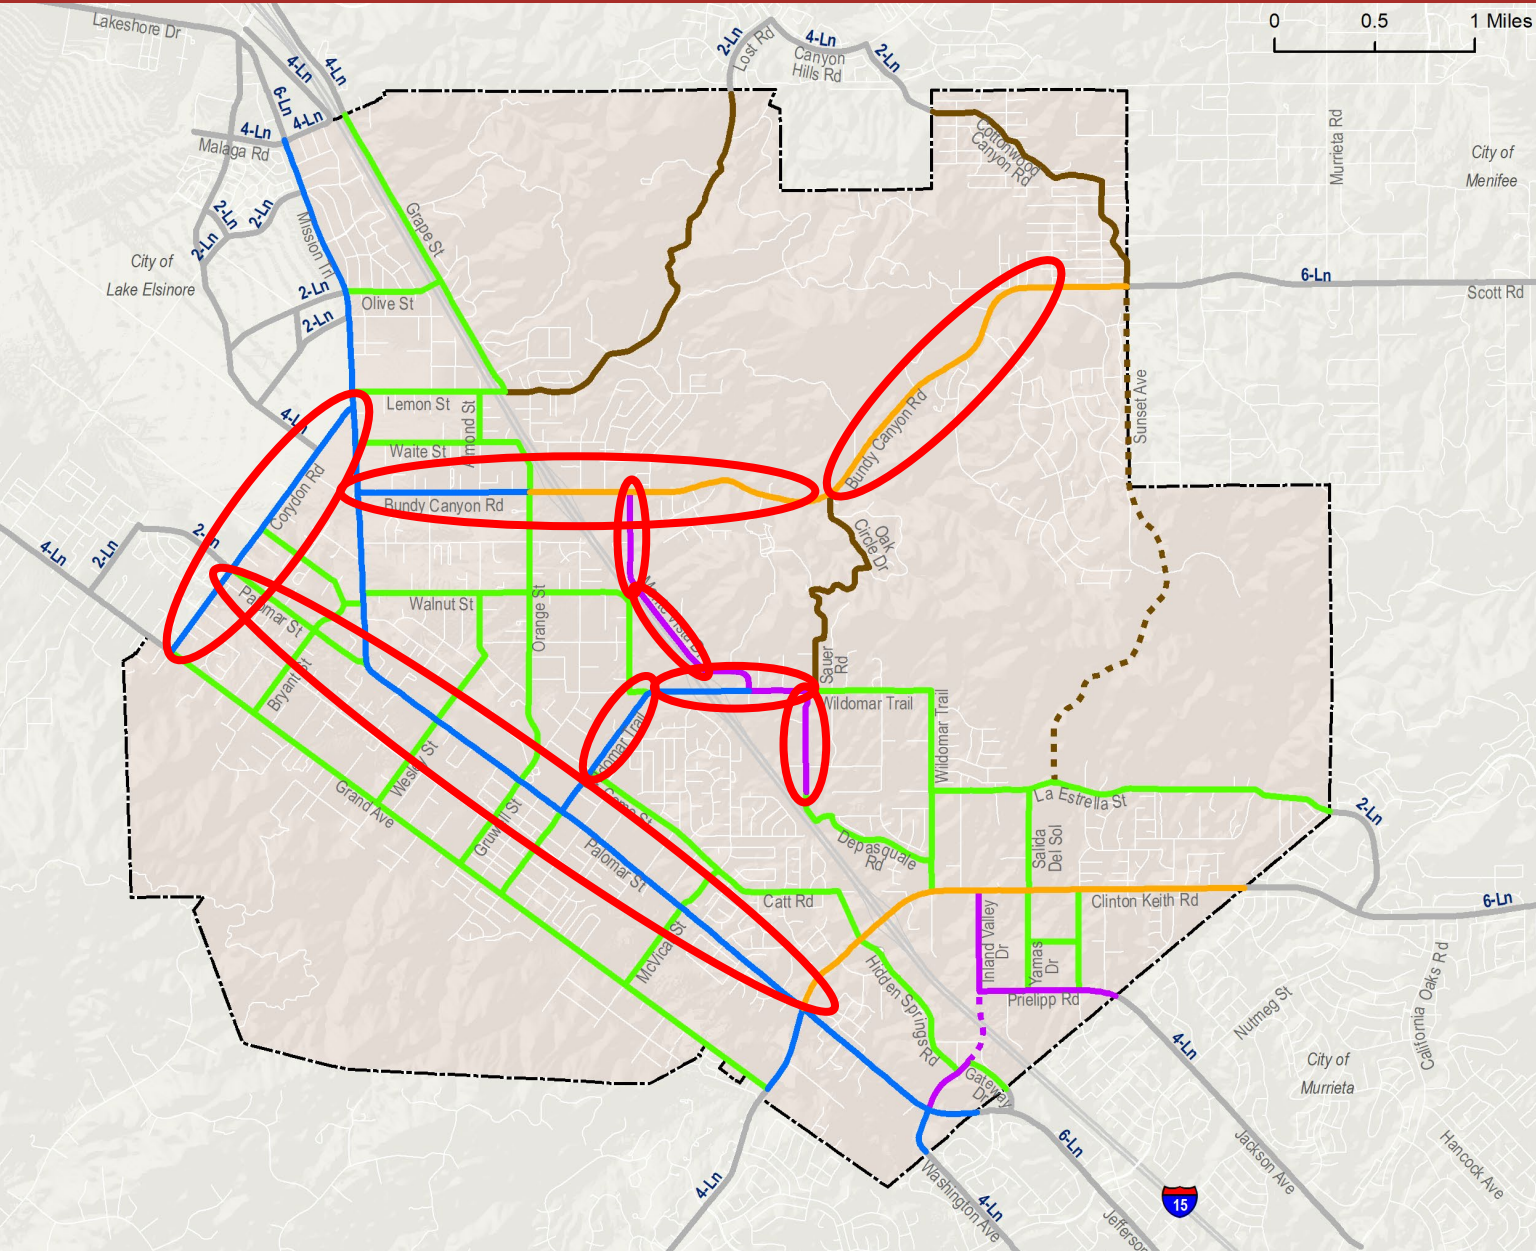 Lakeshore Dr
4-Ln
4-Ln
6-Ln
4-Ln
4-Ln
Malaga Rd
2-Ln
Lost Rd
4-Ln
Canyon
Hills Rd
2-Ln
0 0.5 1 Miles
Cottonwood
Canyon Rd
Murrieta Rd
City of
Menifee
2-Ln
2-Ln
2-Ln
Mission Trl
Grape St
City of
Lake Elsinore
2-Ln
Olive St
2-Ln
6-Ln
Scott Rd
Lemon St
Almond St
4-Ln
Waite St
Corydon Rd
Bundy Canyon Rd
Bundy Canyon Rd
Sunset Ave
Oak
Circle Dr
4-Ln
2-Ln
2-Ln
Palomar St
Walnut St
Orange St
Bryant St
Sauer
Rd
Wildomar Trail
Wildomar Trail
Trail
Wesley St
Grand Ave
Gruwell St
Palomar St
La Estrella St
Salida
Del Sol
2-Ln
Depasquale
Rd
Catt Rd
Clinton Keith Rd
6-Ln
McVicar St
Hidden Springs Rd
Inland Valley
Dr
Yamas
Dr
Prielipp Rd
Gateway
Dr
4-Ln
Nutmeg St
California Oaks Rd
City of
Murrieta
6-Ln
4-Ln
Washington Ave
4-Ln
15
Jackson Ave
Hancock Ave
Jefferson